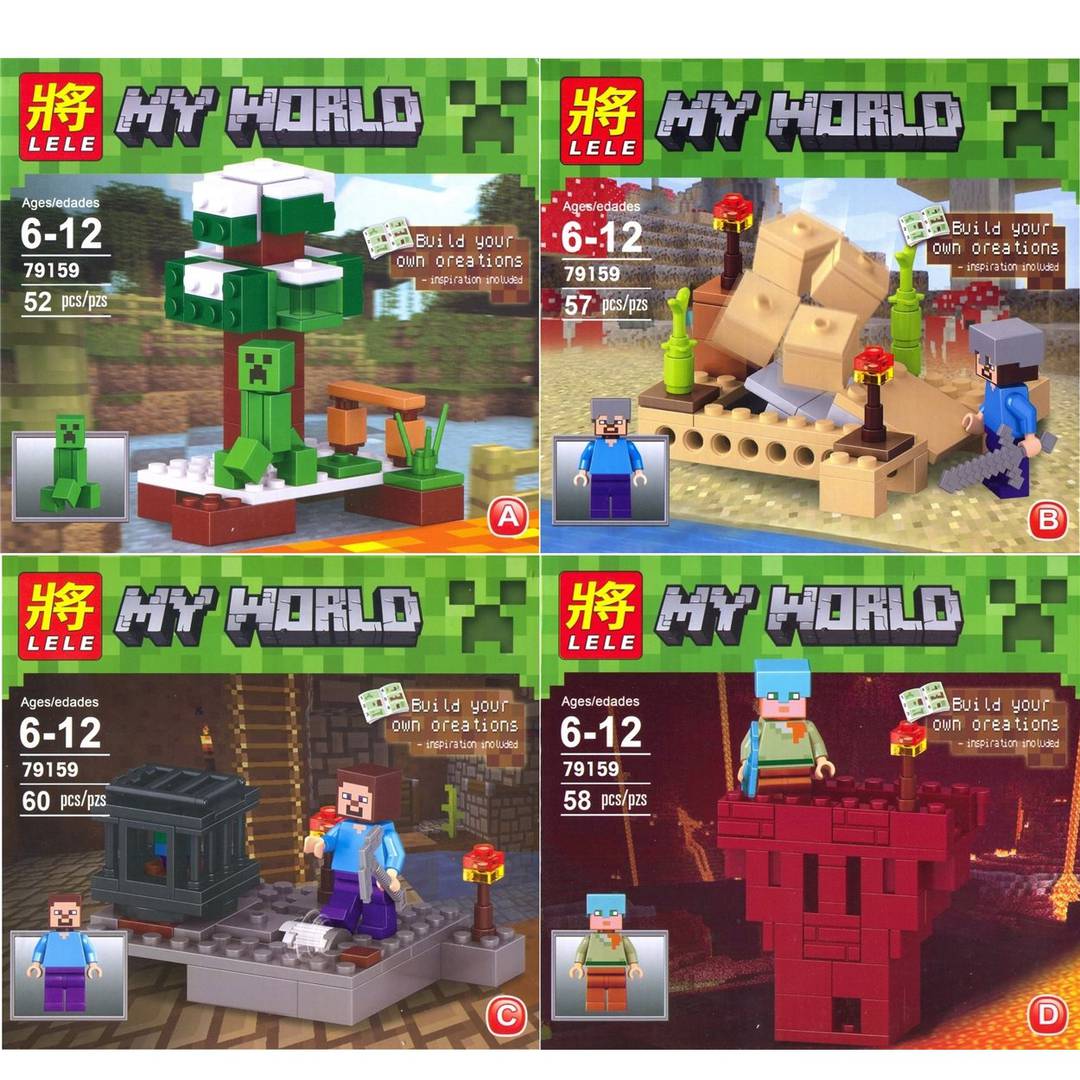 將
LELE
MY WORLD
Ages/edades
6-12
79159
52 pcs/pzs
Build your
own creations
- inspiration included
A
將
LELE
MY WORLD
Ages/edades
6-12
79159
57 pcs/pzs
Build your
own creations
- inspiration included
B
將
LELE
MY WORLD
Ages/edades
6-12
79159
60 pcs/pzs
Build your
own creations
- inspiration included
C
將
LELE
MY WORLD
Ages/edades
6-12
79159
58 pcs/pzs
Build your
own creations
- inspiration included
D